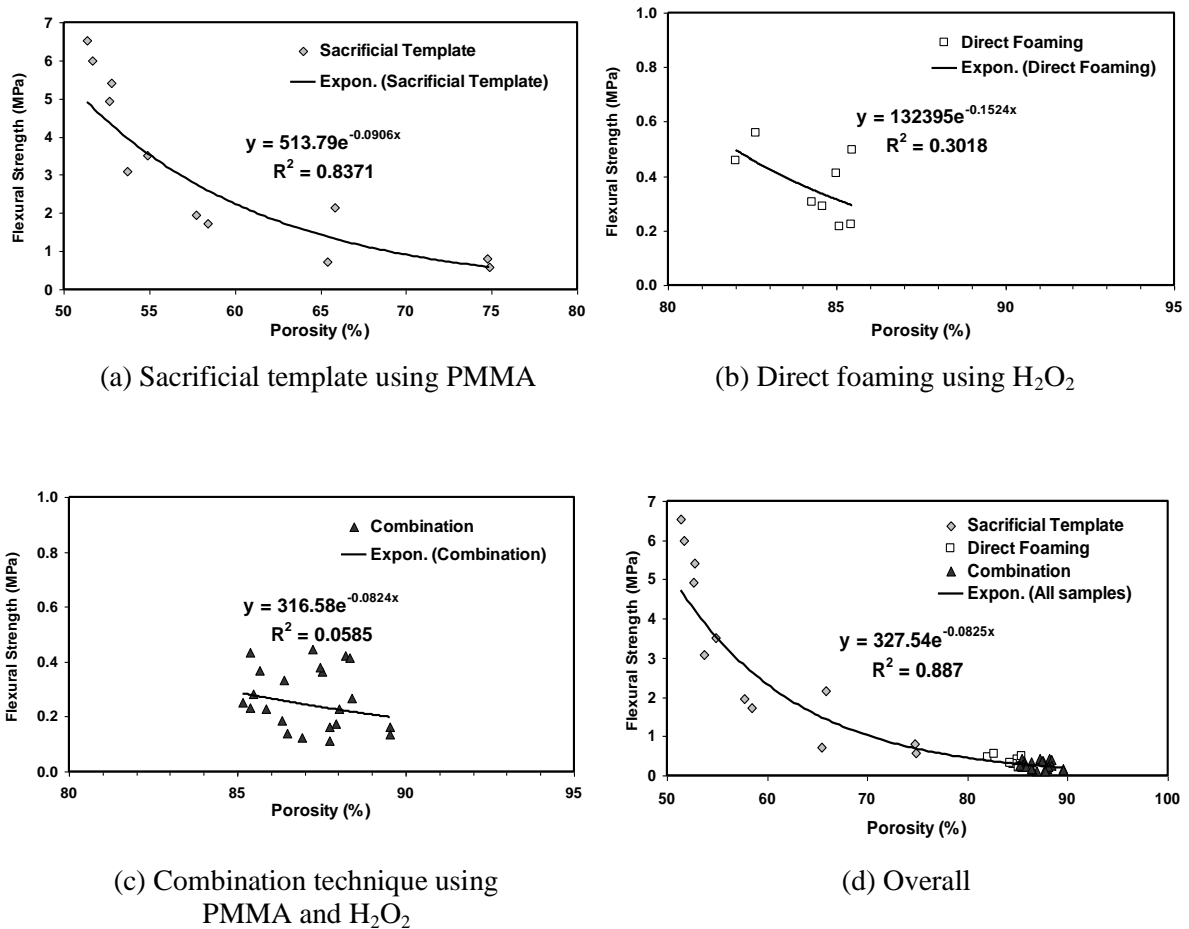 7
6
5
4
3
2
1
0
Flexural Strength (MPa)
Sacrificial Template
Expon. (Sacrificial Template)
y = 513.79e^-0.0906x
R² = 0.8371
50 55 60 65 70 75 80
Porosity (%)
(a) Sacrificial template using PMMA
1.0
0.8
0.6
0.4
0.2
0.0
Flexural Strength (MPa)
Direct Foaming
Expon. (Direct Foaming)
y = 132395e^-0.1524x
R² = 0.3018
80 85 90 95
Porosity (%)
(b) Direct foaming using H₂O₂
1.0
0.8
0.6
0.4
0.2
0.0
Flexural Strength (MPa)
Combination
Expon. (Combination)
y = 316.58e^-0.0824x
R² = 0.0585
80 85 90 95
Porosity (%)
(c) Combination technique using
PMMA and H₂O₂
7
6
5
4
3
2
1
0
Flexural Strength (MPa)
Sacrificial Template
Direct Foaming
Combination
Expon. (All samples)
y = 327.54e^-0.0825x
R² = 0.887
50 60 70 80 90 100
Porosity (%)
(d) Overall